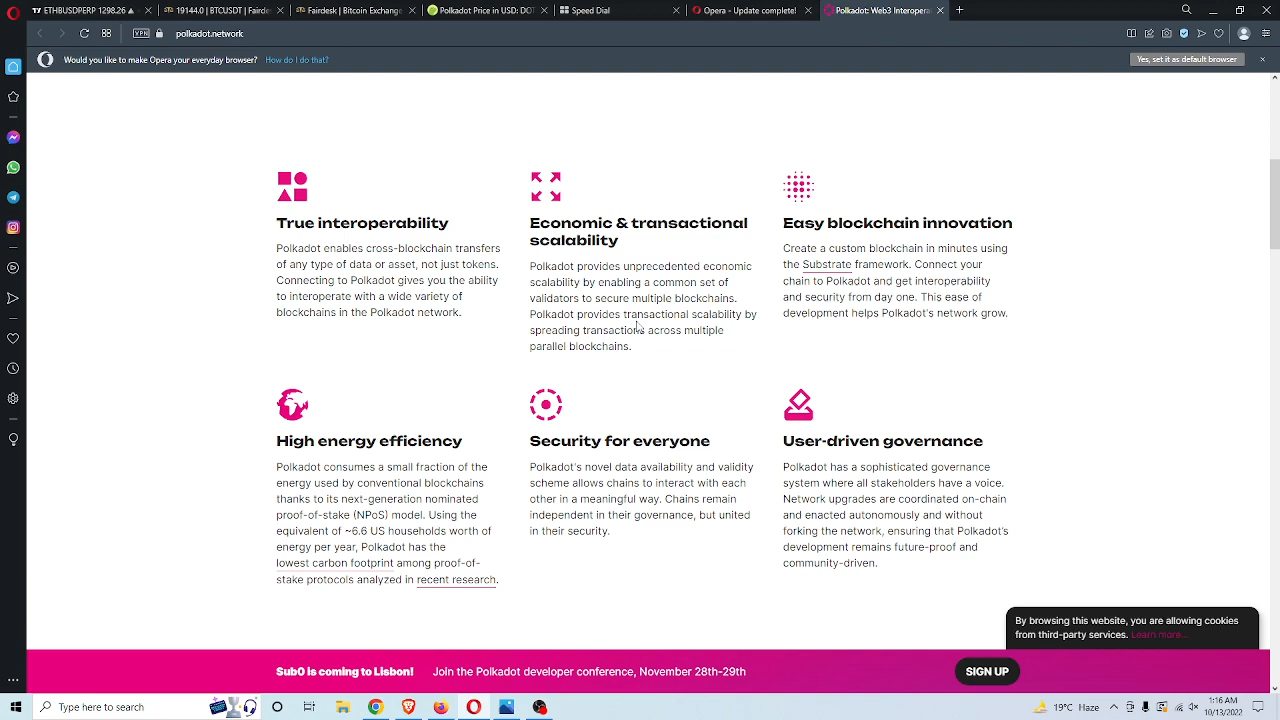 ETHBUSDPERP 1298.26
19144.0 | BTCUSDT | Fairde
Fairdesk | Bitcoin Exchange
Polkadot Price in USD: DOT
Speed Dial
Opera - Update complete!
Polkadot Web3 Interopera
VPN
polkadot.network
Would you like to make Opera your everyday browser? How do I do that?
Yes, set it as default browser
True interoperability
Polkadot enables cross-blockchain transfers
of any type of data or asset, not just tokens.
Connecting to Polkadot gives you the ability
to interoperate with a wide variety of
blockchains in the Polkadot network.
Economic & transactional
scalability
Polkadot provides unprecedented economic
scalability by enabling a common set of
validators to secure multiple blockchains.
Polkadot provides transactional scalability by
spreading transactions across multiple
parallel blockchains.
Easy blockchain innovation
Create a custom blockchain in minutes using
the Substrate framework. Connect your
chain to Polkadot and get interoperability
and security from day one. This ease of
development helps Polkadot's network grow.
High energy efficiency
Polkadot consumes a small fraction of the
energy used by conventional blockchains
thanks to its next-generation nominated
proof-of-stake (NPoS) model. Using the
equivalent of ~6.6 US households worth of
energy per year, Polkadot has the
lowest carbon footprint among proof-of-
stake protocols analyzed in recent research.
Security for everyone
Polkadot's novel data availability and validity
scheme allows chains to interact with each
other in a meaningful way. Chains remain
independent in their governance, but united
in their security.
User-driven governance
Polkadot has a sophisticated governance
system where all stakeholders have a voice.
Network upgrades are coordinated on-chain
and enacted autonomously and without
forking the network, ensuring that Polkadot's
development remains future-proof and
community-driven.
By browsing this website, you are allowing cookies
from third-party services. Learn more...
Sub0 is coming to Lisbon! Join the Polkadot developer conference, November 28th-29th
SIGN UP
Type here to search
19°C Haze
1:16 AM
10/13/2022